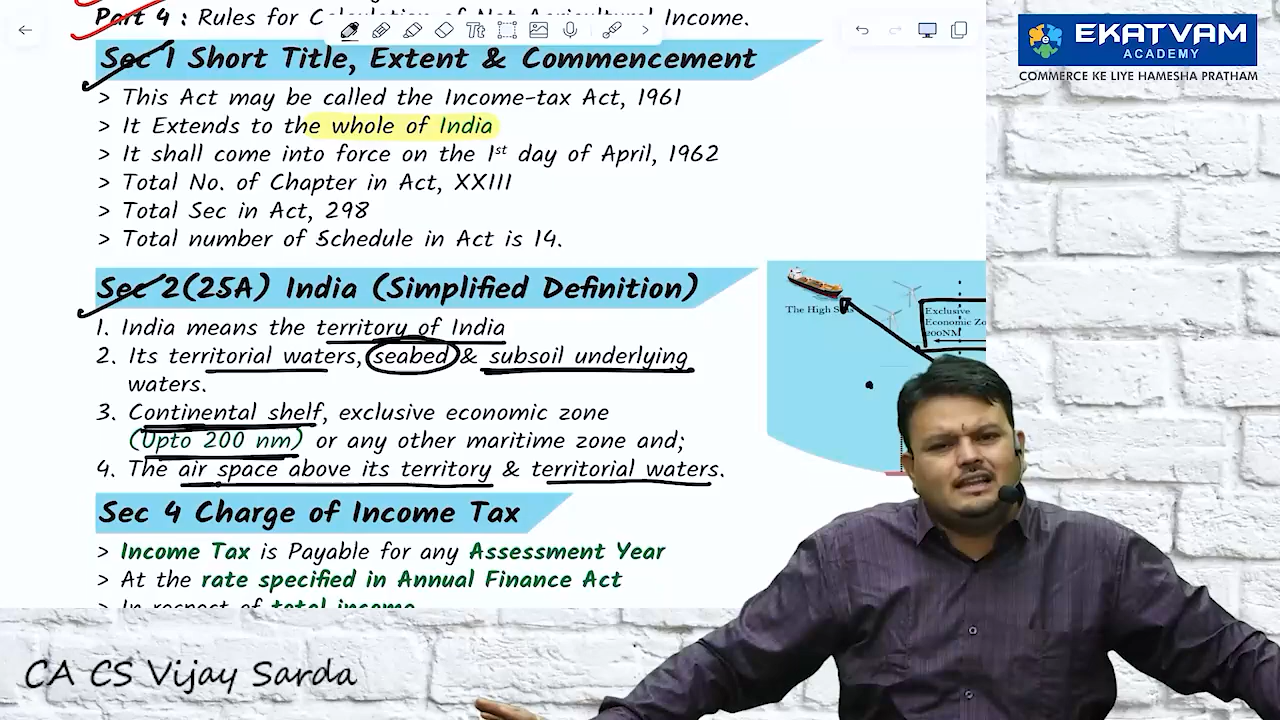 Part 4 : Rules for Calculation of Net Agricultural Income.
Sec 1 Short Title, Extent & Commencement
> This Act may be called the Income-tax Act, 1961
> It Extends to the whole of India
> It shall come into force on the 1st day of April, 1962
> Total No. of Chapter in Act, XXIII
> Total Sec in Act, 298
> Total number of Schedule in Act is 14.
Sec 2(25A) India (Simplified Definition)
1. India means the territory of India
2. Its territorial waters, seabed & subsoil underlying
waters.
3. Continental shelf, exclusive economic zone
(Upto 200 nm) or any other maritime zone and;
4. The air space above its territory & territorial waters.
Sec 4 Charge of Income Tax
> Income Tax is Payable for any Assessment Year
> At the rate specified in Annual Finance Act
> In respect of total income
The High Seas
Exclusive
Economic Zo
200NM
EKATVAM
ACADEMY
COMMERCE KE LIYE HAMESHA PRATHAM
CA CS Vijay Sarda